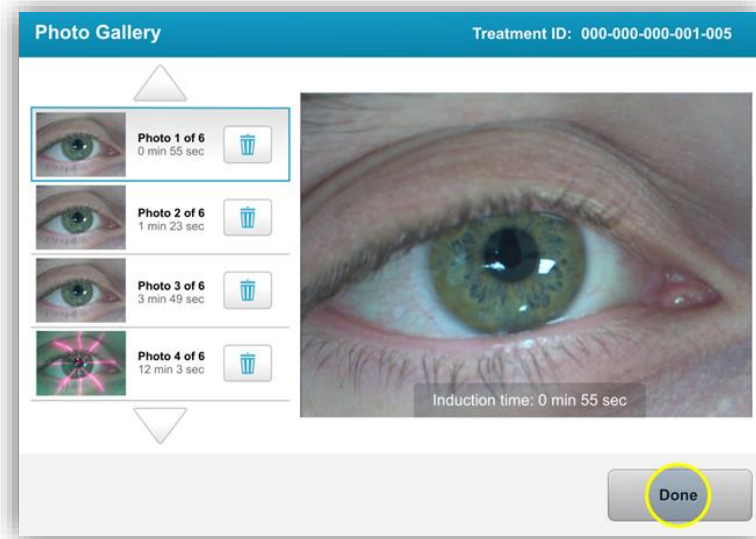 Photo Gallery
Treatment ID: 000-000-000-001-005
Photo 1 of 6
0 min 55 sec
Photo 2 of 6
1 min 23 sec
Photo 3 of 6
3 min 49 sec
Photo 4 of 6
12 min 3 sec
Induction time: 0 min 55 sec
Done